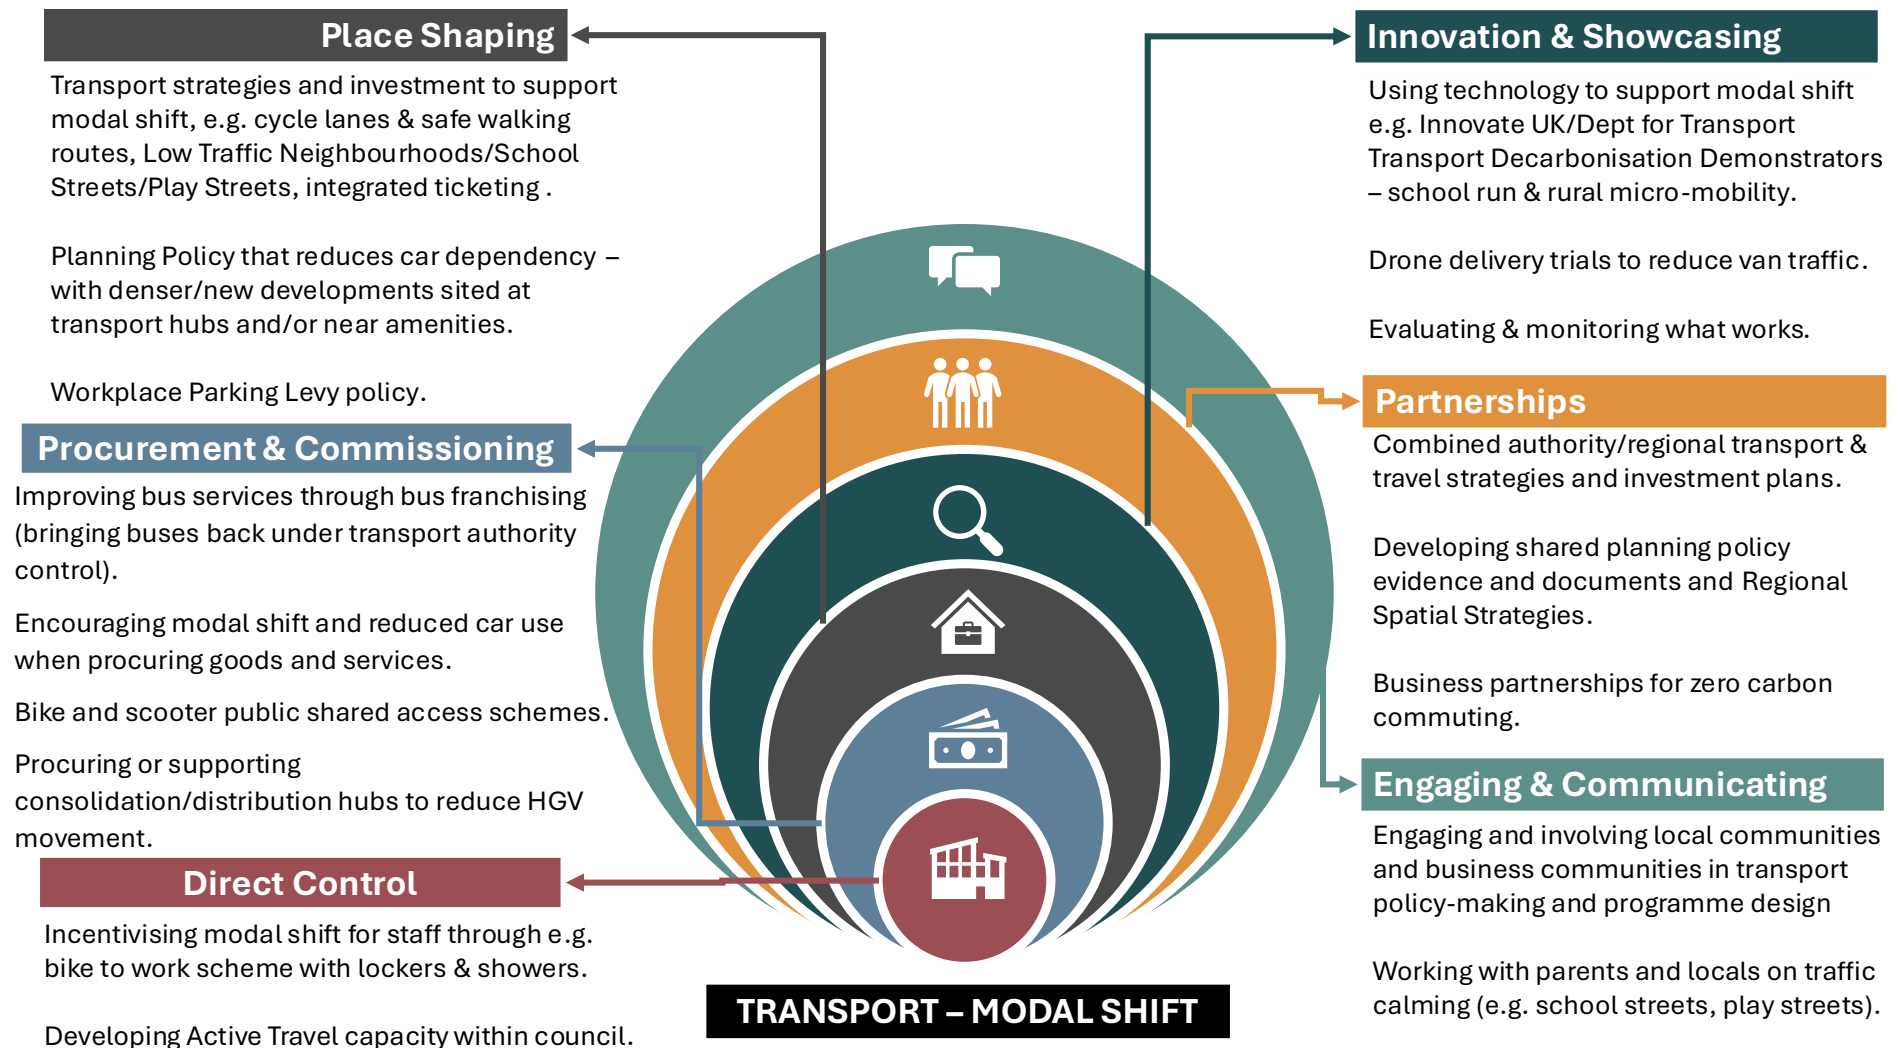 Place Shaping
Transport strategies and investment to support
modal shift, e.g. cycle lanes & safe walking
routes, Low Traffic Neighbourhoods/School
Streets/Play Streets, integrated ticketing .
Planning Policy that reduces car dependency –
with denser/new developments sited at
transport hubs and/or near amenities.
Workplace Parking Levy policy.
Procurement & Commissioning
Improving bus services through bus franchising
(bringing buses back under transport authority
control).
Encouraging modal shift and reduced car use
when procuring goods and services.
Bike and scooter public shared access schemes.
Procuring or supporting
consolidation/distribution hubs to reduce HGV
movement.
Direct Control
Incentivising modal shift for staff through e.g.
bike to work scheme with lockers & showers.
Developing Active Travel capacity within council.
Innovation & Showcasing
Using technology to support modal shift
e.g. Innovate UK/Dept for Transport
Transport Decarbonisation Demonstrators
– school run & rural micro-mobility.
Drone delivery trials to reduce van traffic.
Evaluating & monitoring what works.
Partnerships
Combined authority/regional transport &
travel strategies and investment plans.
Developing shared planning policy
evidence and documents and Regional
Spatial Strategies.
Business partnerships for zero carbon
commuting.
Engaging & Communicating
Engaging and involving local communities
and business communities in transport
policy-making and programme design
Working with parents and locals on traffic
calming (e.g. school streets, play streets).
TRANSPORT – MODAL SHIFT